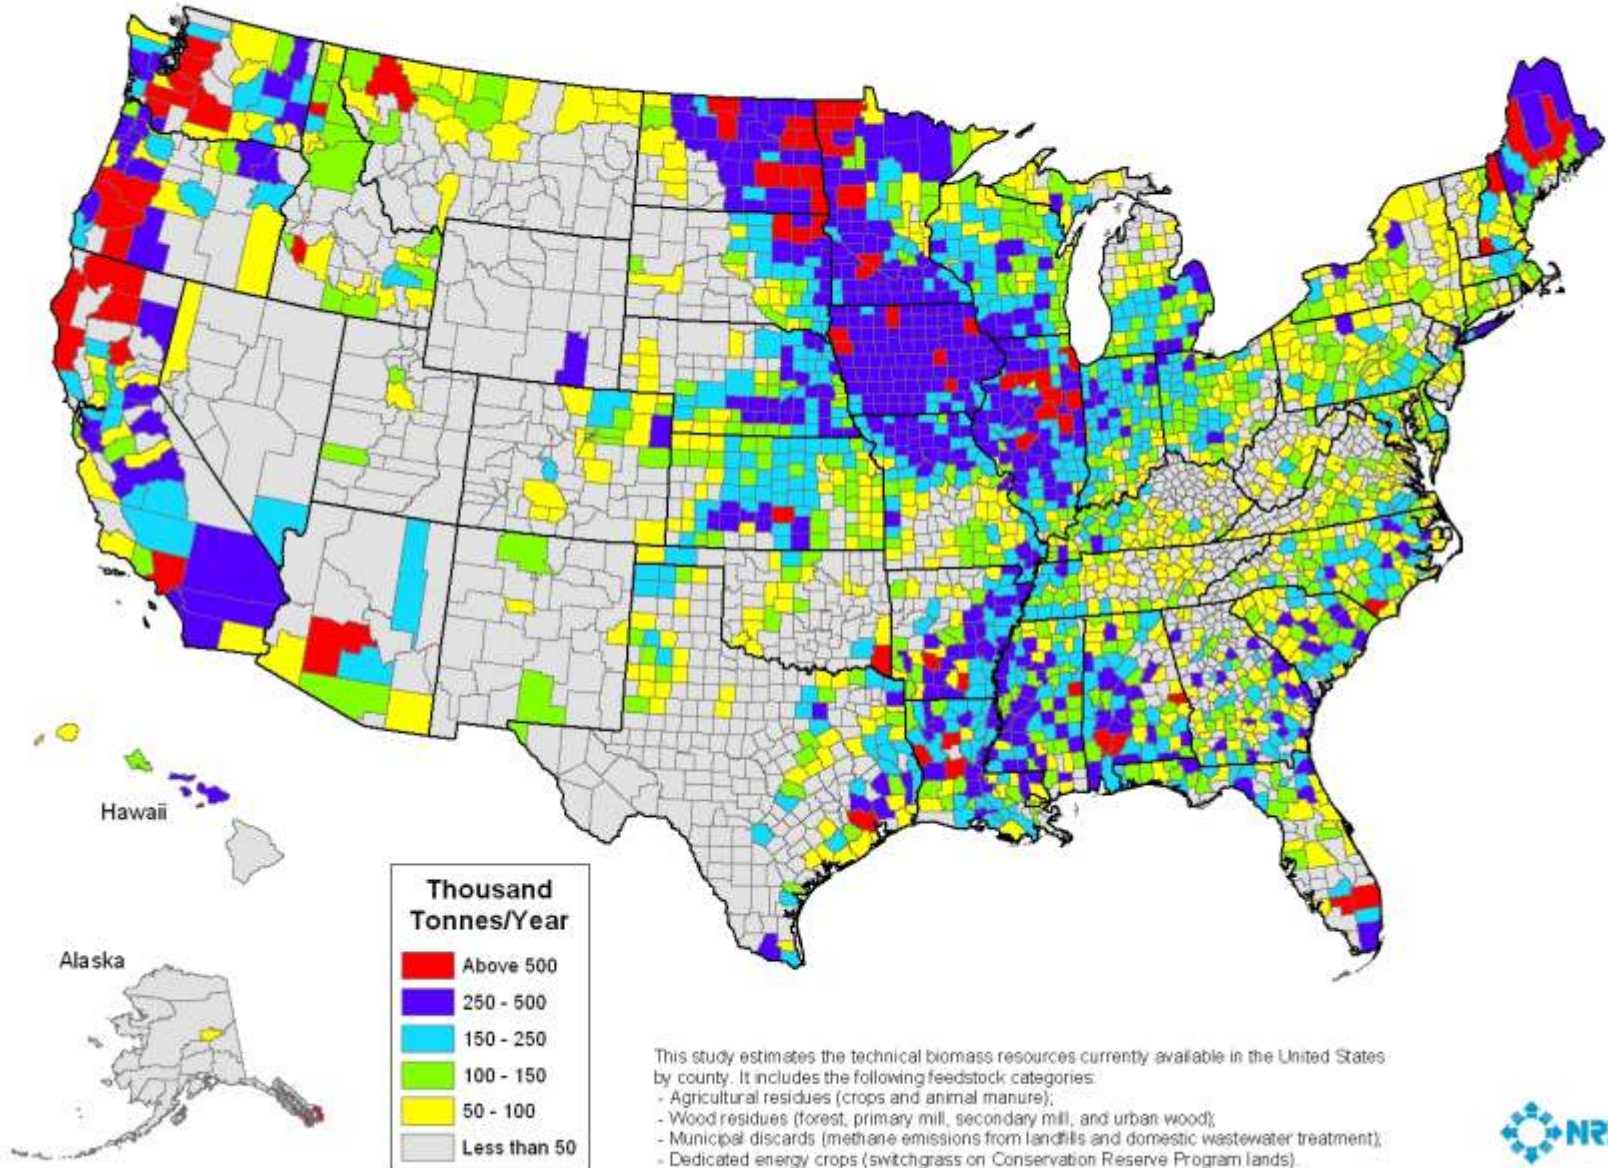 Hawaii
Alaska
Thousand
Tonnes/Year
Above 500
250 - 500
150 - 250
100 - 150
50 - 100
Less than 50
This study estimates the technical biomass resources currently available in the United States
by county. It includes the following feedstock categories:
- Agricultural residues (crops and animal manure);
- Wood residues (forest, primary mill, secondary mill, and urban wood);
- Municipal discards (methane emissions from landfills and domestic wastewater treatment);
- Dedicated energy crops (switchgrass on Conservation Reserve Program lands).